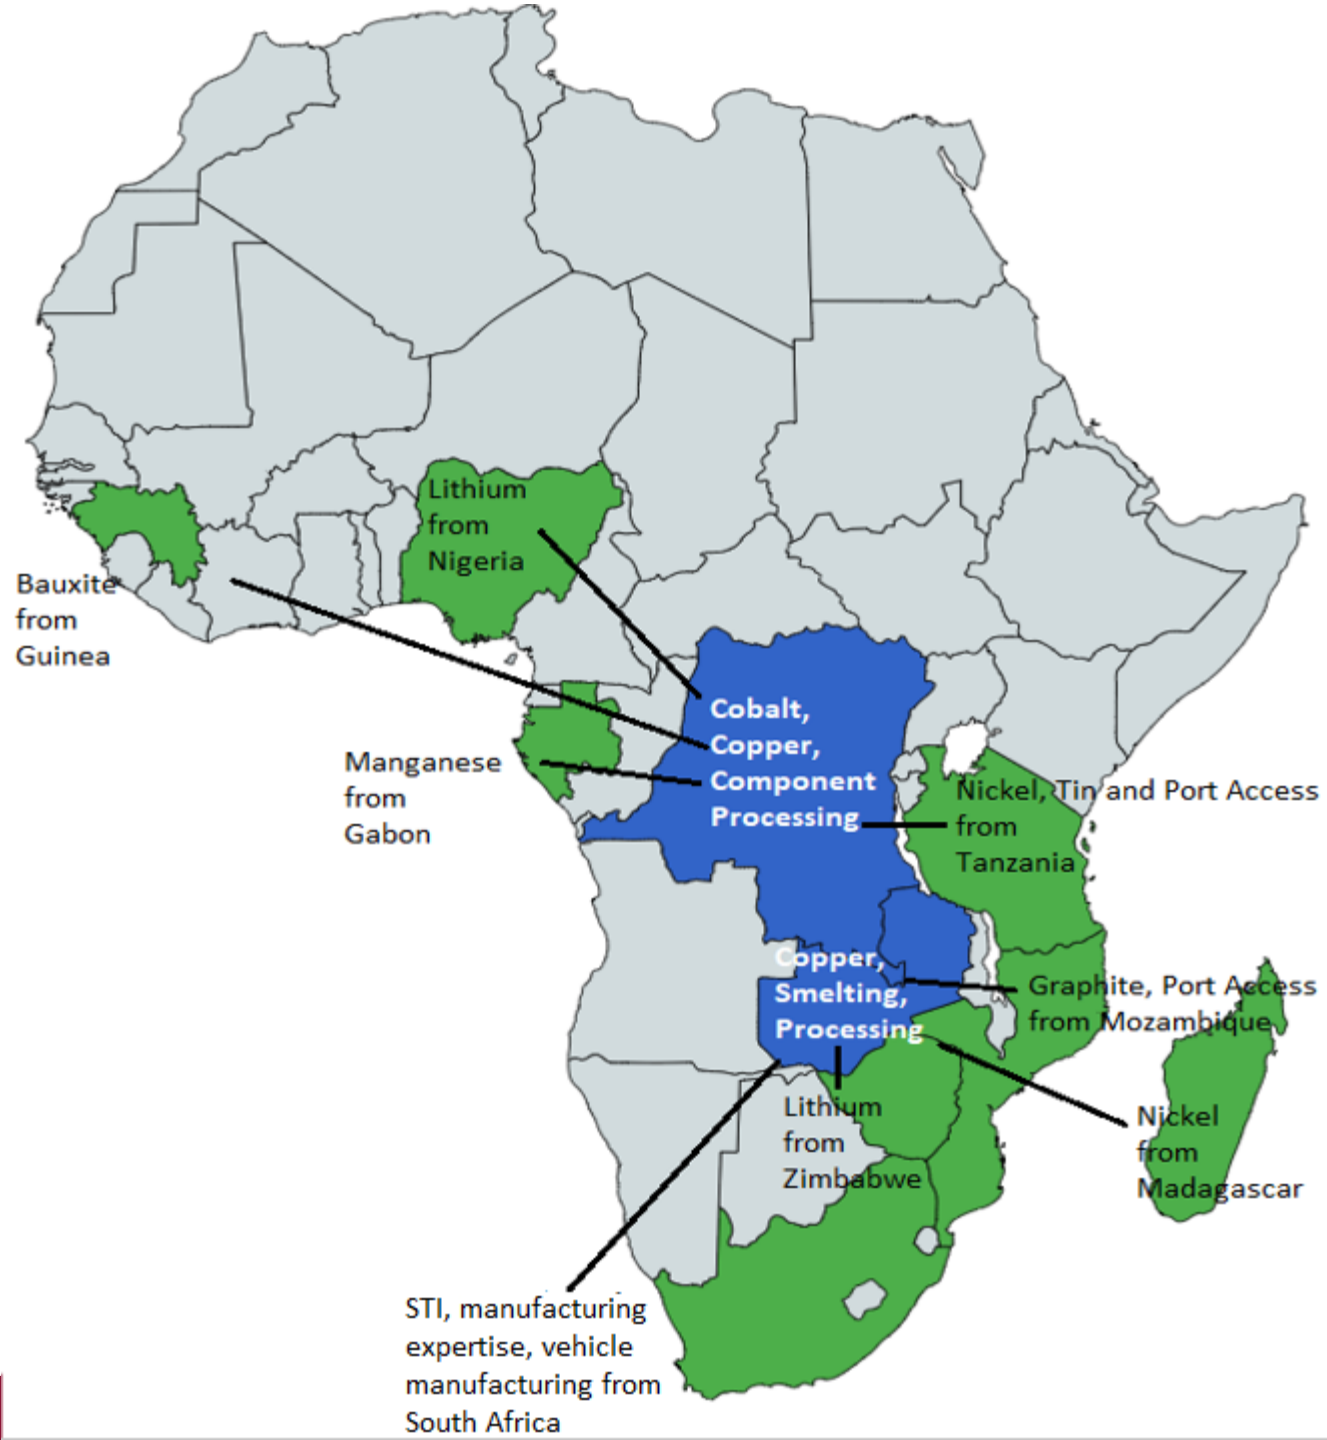 Lithium
from
Nigeria
Bauxite
from
Guinea
Cobalt,
Copper,
Component
Processing
Manganese
from
Gabon
Nickel, Tin and Port Access
from
Tanzania
Copper,
Smelting,
Processing
Graphite, Port Access
from Mozambique
Lithium
from
Zimbabwe
Nickel
from
Madagascar
STI, manufacturing
expertise, vehicle
manufacturing from
South Africa